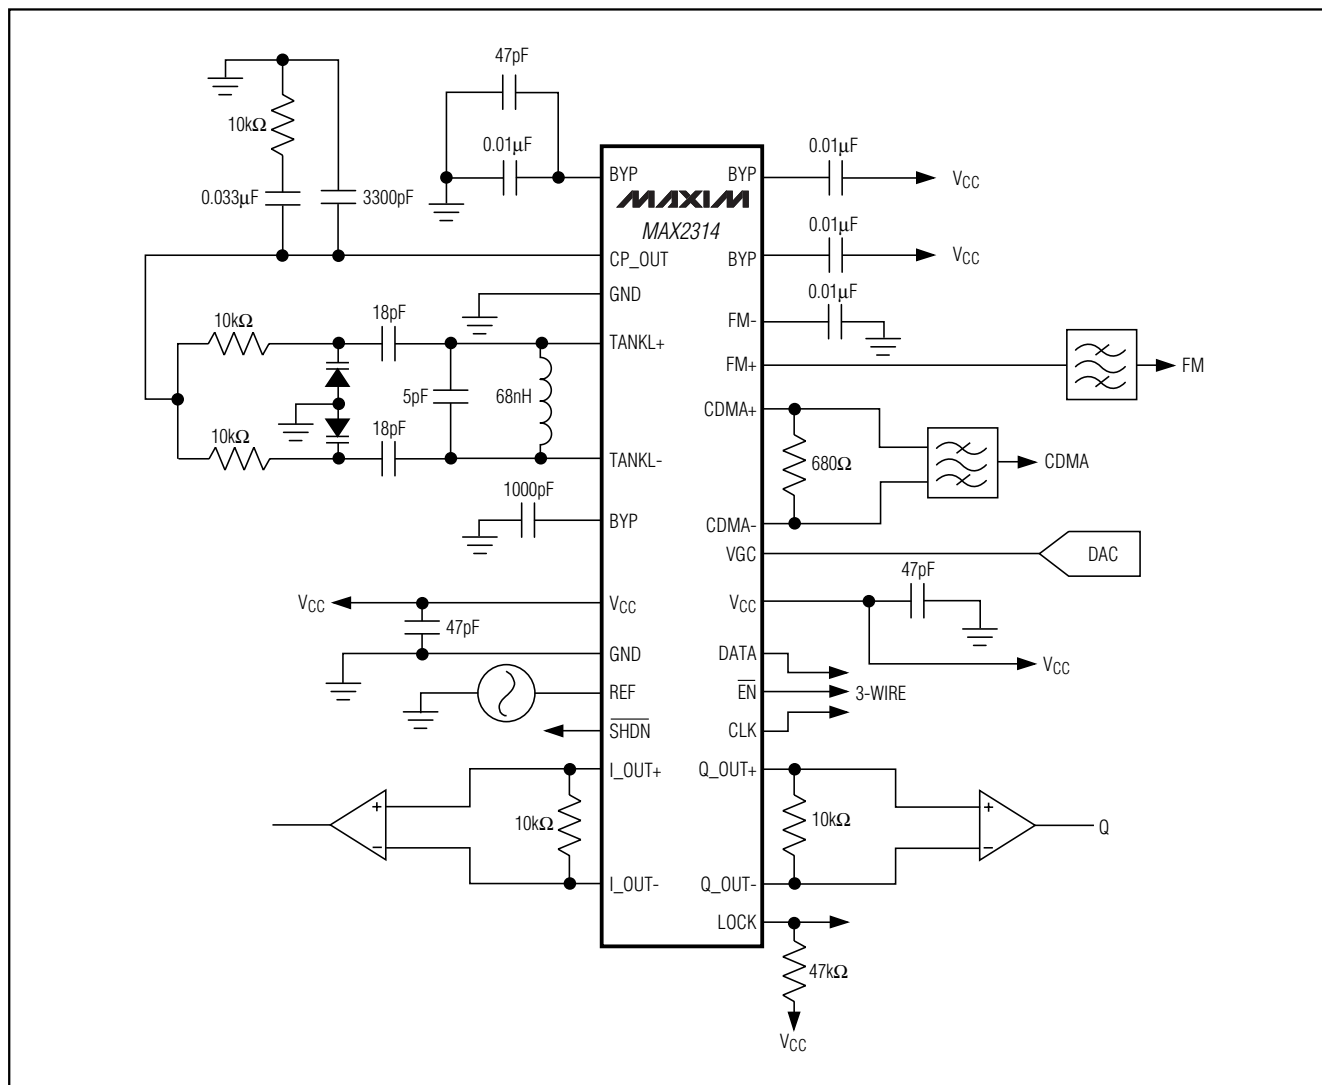 47pF
10kΩ
0.01μF
0.01μF
BYP
BYP
VCC
0.033μF
3300pF
MAXIM
MAX2314
0.01μF
CP_OUT
BYP
VCC
GND
0.01μF
18pF
FM-
10kΩ
TANKL+
FM+
FM
5pF
68nH
CDMA+
18pF
10kΩ
TANKL-
680Ω
CDMA
1000pF
BYP
CDMA-
VGC
DAC
47pF
VCC
VCC
VCC
47pF
GND
DATA
VCC
REF
EN
3-WIRE
SHDN
CLK
I_OUT+
Q_OUT+
+
10kΩ
10kΩ
+
Q
−
−
I_OUT-
Q_OUT-
LOCK
47kΩ
VCC